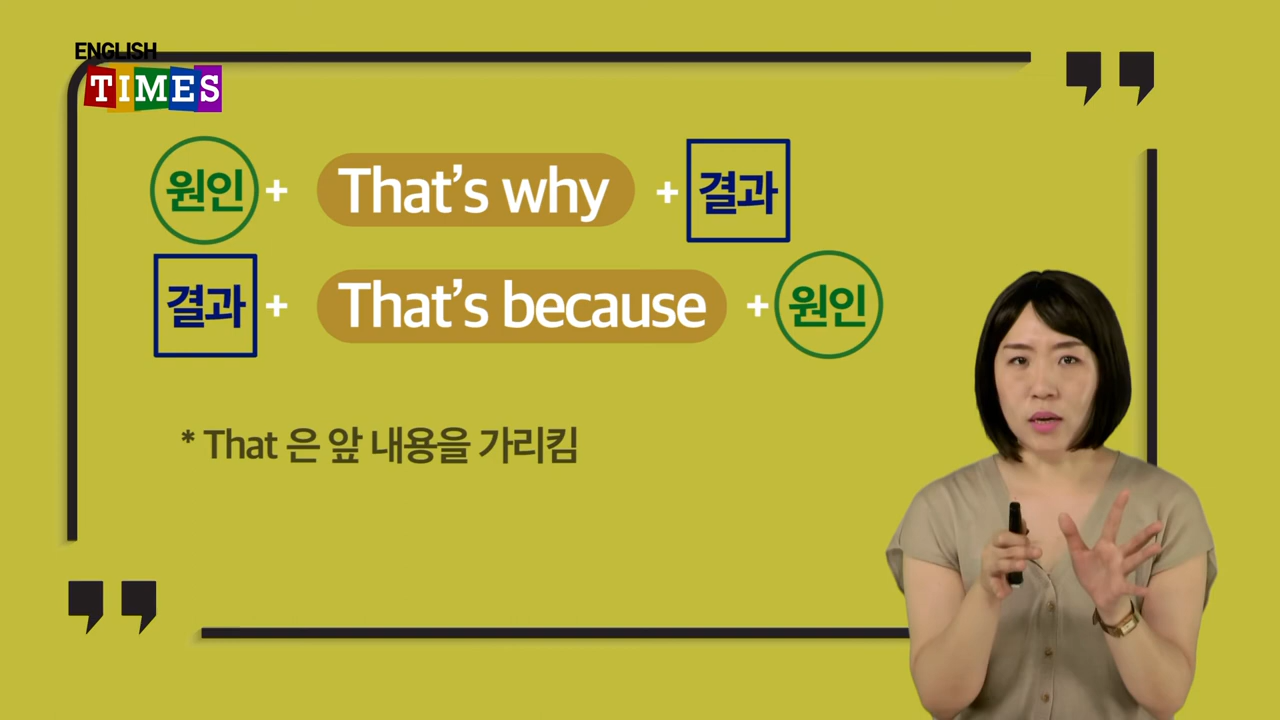 ENGLISH
TIMES
원인 + That's why + 결과
결과 + That's because + 원인
* That 은 앞 내용을 가리킴